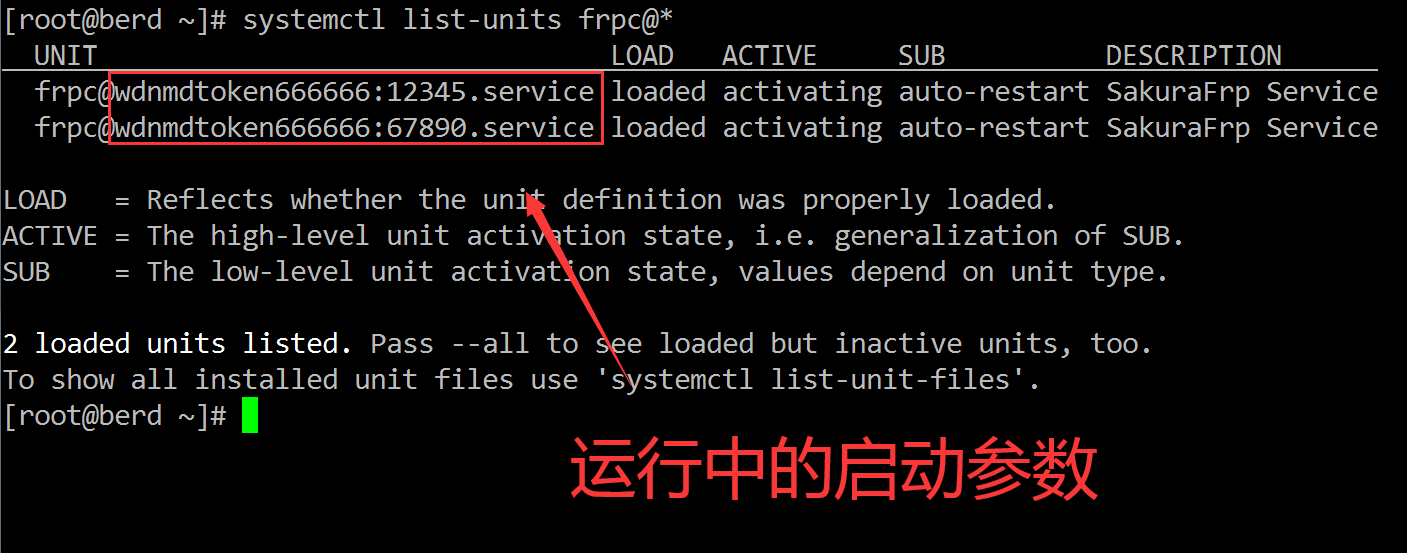 [root@berd ~]# systemctl list-units frpc@*
UNIT LOAD ACTIVE SUB DESCRIPTION
frpc@wdnmdtoken666666:12345.service loaded activating auto-restart SakuraFrp Service
frpc@wdnmdtoken666666:67890.service loaded activating auto-restart SakuraFrp Service
LOAD = Reflects whether the unit definition was properly loaded.
ACTIVE = The high-level unit activation state, i.e. generalization of SUB.
SUB = The low-level unit activation state, values depend on unit type.
2 loaded units listed. Pass --all to see loaded but inactive units, too.
To show all installed unit files use 'systemctl list-unit-files'.
[root@berd ~]#
运行中的启动参数